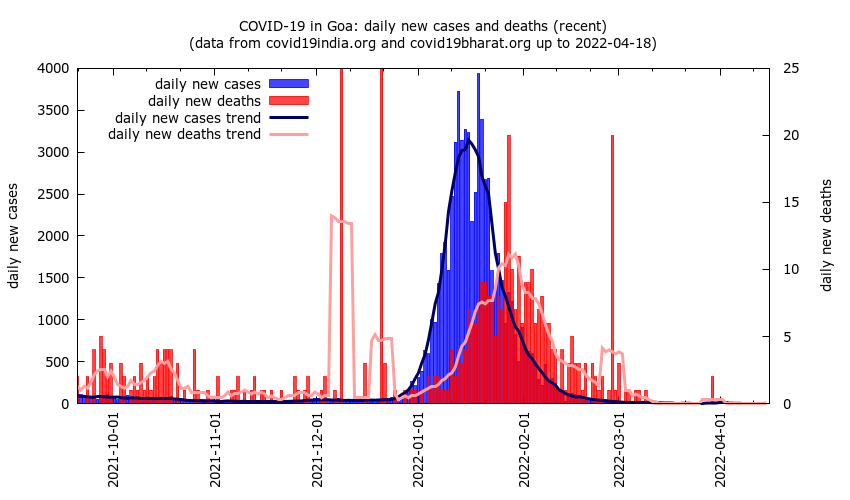 COVID-19 in Goa: daily new cases and deaths (recent)
(data from covid19india.org and covid19bharat.org up to 2022-04-18)
daily new cases
daily new deaths
daily new cases trend
daily new deaths trend
4000
3500
3000
2500
2000
1500
1000
500
0
daily new cases
25
20
15
10
5
0
daily new deaths
2021-10-01
2021-11-01
2021-12-01
2022-01-01
2022-02-01
2022-03-01
2022-04-01